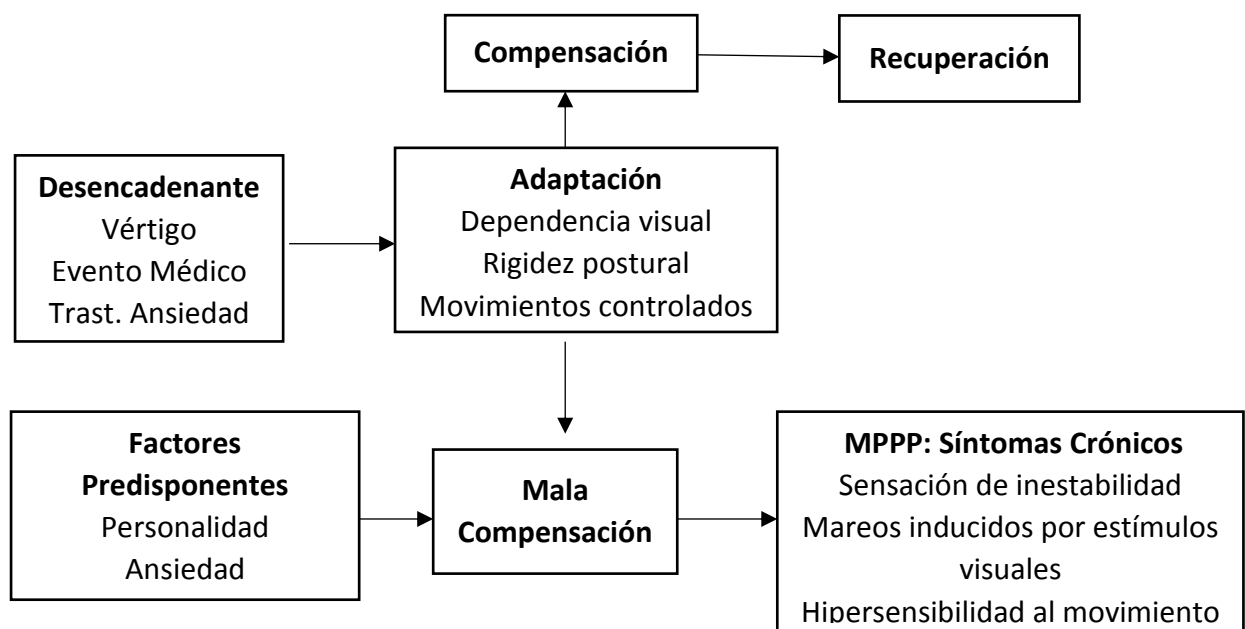 Compensación
Recuperación
Desencadenante
Vértigo
Evento Médico
Trast. Ansiedad
Adaptación
Dependencia visual
Rigidez postural
Movimientos controlados
Factores
Predisponentes
Personalidad
Ansiedad
Mala
Compensación
MPPP: Síntomas Crónicos
Sensación de inestabilidad
Mareos inducidos por estímulos
visuales
Hipersensibilidad al movimiento